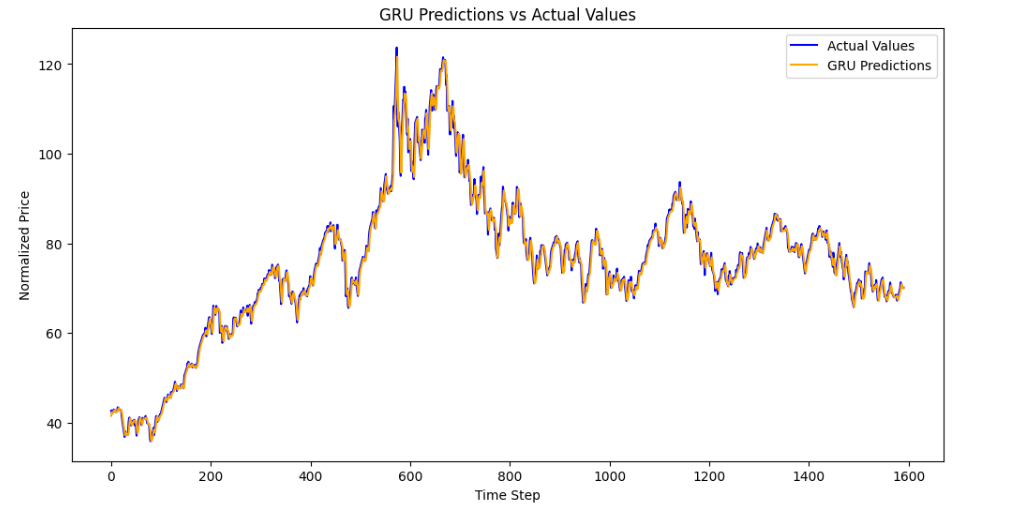 GRU Predictions vs Actual Values
Actual Values
GRU Predictions
Normalized Price
120
100
80
60
40
0 200 400 600 800 1000 1200 1400 1600
Time Step